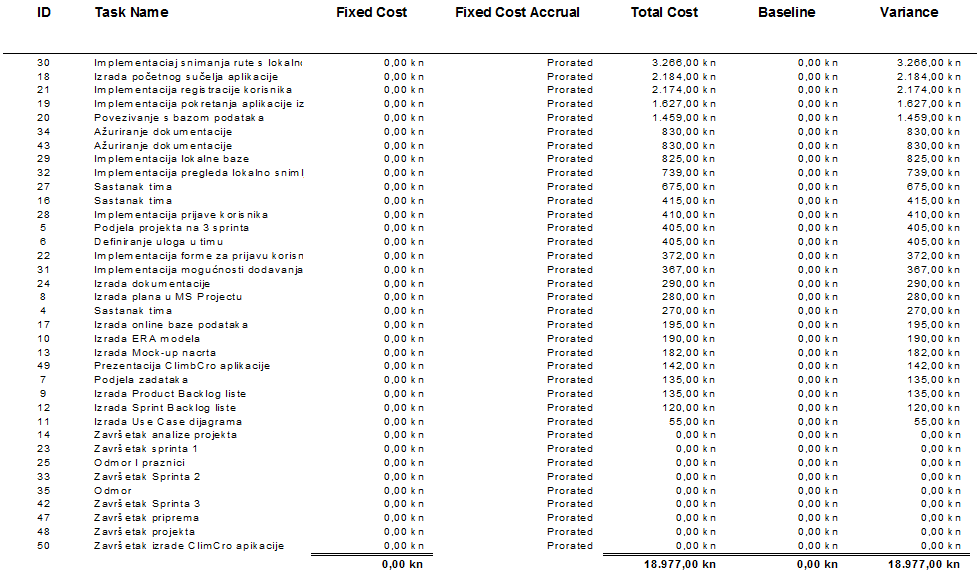 ID Task Name Fixed Cost Fixed Cost Accrual Total Cost Baseline Variance
30 Implementaciaj snimanja rute s lokalno 0,00 kn Prorated 3.266,00 kn 0,00 kn 3.266,00 kn
18 Izrada početnog sučelja aplikacije 0,00 kn Prorated 2.184,00 kn 0,00 kn 2.184,00 kn
21 Implementacija registracije korisnika 0,00 kn Prorated 2.174,00 kn 0,00 kn 2.174,00 kn
19 Implementacija pokretanja aplikacije iz 0,00 kn Prorated 1.627,00 kn 0,00 kn 1.627,00 kn
20 Povezivanje s bazom podataka 0,00 kn Prorated 1.459,00 kn 0,00 kn 1.459,00 kn
34 Ažuriranje dokumentacije 0,00 kn Prorated 830,00 kn 0,00 kn 830,00 kn
43 Ažuriranje dokumentacije 0,00 kn Prorated 830,00 kn 0,00 kn 830,00 kn
29 Implementacija lokalne baze 0,00 kn Prorated 825,00 kn 0,00 kn 825,00 kn
32 Implementacija pregleda lokalno sniml 0,00 kn Prorated 739,00 kn 0,00 kn 739,00 kn
27 Sastanak tima 0,00 kn Prorated 675,00 kn 0,00 kn 675,00 kn
16 Sastanak tima 0,00 kn Prorated 415,00 kn 0,00 kn 415,00 kn
28 Implementacija prijave korisnika 0,00 kn Prorated 410,00 kn 0,00 kn 410,00 kn
5 Podjela projekta na 3 sprinta 0,00 kn Prorated 405,00 kn 0,00 kn 405,00 kn
6 Definiranje uloga u timu 0,00 kn Prorated 405,00 kn 0,00 kn 405,00 kn
22 Implementacija forme za prijavu korisn 0,00 kn Prorated 372,00 kn 0,00 kn 372,00 kn
31 Implementacija mogućnosti dodavanja 0,00 kn Prorated 367,00 kn 0,00 kn 367,00 kn
24 Izrada dokumentacije 0,00 kn Prorated 290,00 kn 0,00 kn 290,00 kn
8 Izrada plana u MS Projectu 0,00 kn Prorated 280,00 kn 0,00 kn 280,00 kn
4 Sastanak tima 0,00 kn Prorated 270,00 kn 0,00 kn 270,00 kn
17 Izrada online baze podataka 0,00 kn Prorated 195,00 kn 0,00 kn 195,00 kn
10 Izrada ERA modela 0,00 kn Prorated 190,00 kn 0,00 kn 190,00 kn
13 Izrada Mock-up nacrta 0,00 kn Prorated 182,00 kn 0,00 kn 182,00 kn
49 Prezentacija ClimbCro aplikacije 0,00 kn Prorated 142,00 kn 0,00 kn 142,00 kn
7 Podjela zadataka 0,00 kn Prorated 135,00 kn 0,00 kn 135,00 kn
9 Izrada Product Backlog liste 0,00 kn Prorated 135,00 kn 0,00 kn 135,00 kn
12 Izrada Sprint Backlog liste 0,00 kn Prorated 120,00 kn 0,00 kn 120,00 kn
11 Izrada Use Case dijagrama 0,00 kn Prorated 55,00 kn 0,00 kn 55,00 kn
14 Završetak analize projekta 0,00 kn Prorated 0,00 kn 0,00 kn 0,00 kn
23 Završetak sprinta 1 0,00 kn Prorated 0,00 kn 0,00 kn 0,00 kn
25 Odmor I praznici 0,00 kn Prorated 0,00 kn 0,00 kn 0,00 kn
33 Završetak Sprinta 2 0,00 kn Prorated 0,00 kn 0,00 kn 0,00 kn
35 Odmor 0,00 kn Prorated 0,00 kn 0,00 kn 0,00 kn
42 Završetak Sprinta 3 0,00 kn Prorated 0,00 kn 0,00 kn 0,00 kn
47 Završetak priprema 0,00 kn Prorated 0,00 kn 0,00 kn 0,00 kn
48 Završetak projekta 0,00 kn Prorated 0,00 kn 0,00 kn 0,00 kn
50 Završetak izrade ClimCro apikacije 0,00 kn Prorated 0,00 kn 0,00 kn 0,00 kn
0,00 kn 18.977,00 kn 0,00 kn 18.977,00 kn